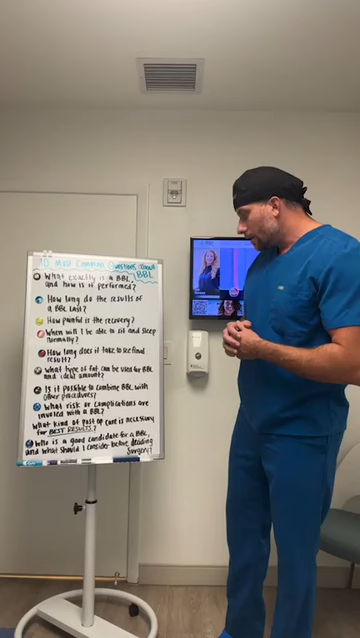 10 Most Common Questions about
BBL
What exactly is a BBL
and how is it performed?
How long do the results of
a BBL last?
How painful is the recovery?
When will I be able to sit and sleep
normally?
How long does it take to see final
result?
What type of fat can be used for BBL
and ideal amount?
Is it possible to combine BBL with
other procedures?
What risk or complications are
involved with a BBL?
What kind of post op care is necessary
for BEST RESULTS?
Who is a good candidate for a BBL,
and what should I consider before deciding
surgery?